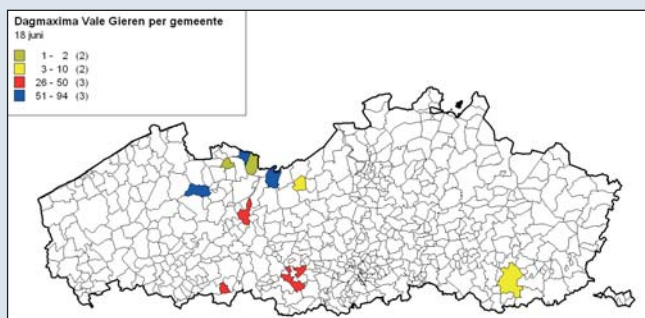 Dagmaxima Vale Gieren per gemeente
18 juni
1 - 2 (2)
3 - 10 (2)
26 - 50 (3)
51 - 94 (3)